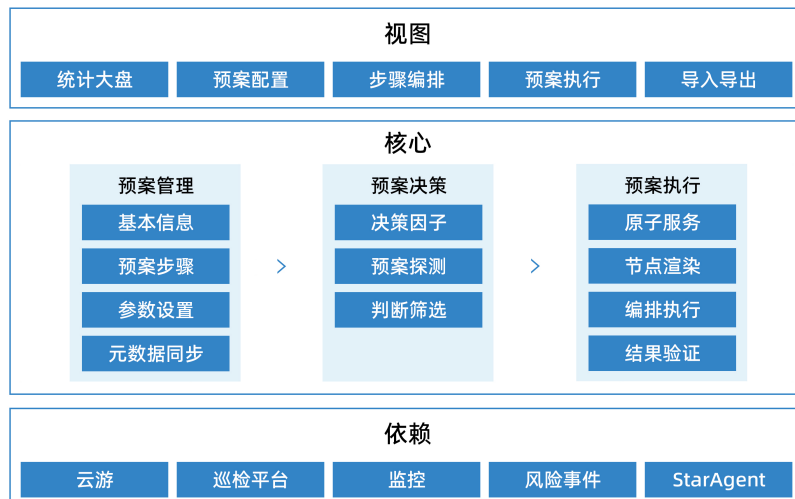 视图
统计大盘 预案配置 步骤编排 预案执行 导入导出
核心
预案管理
基本信息
预案步骤
参数设置
元数据同步
>
预案决策
决策因子
预案探测
判断筛选
>
预案执行
原子服务
节点渲染
编排执行
结果验证
依赖
云游 巡检平台 监控 风险事件 StarAgent